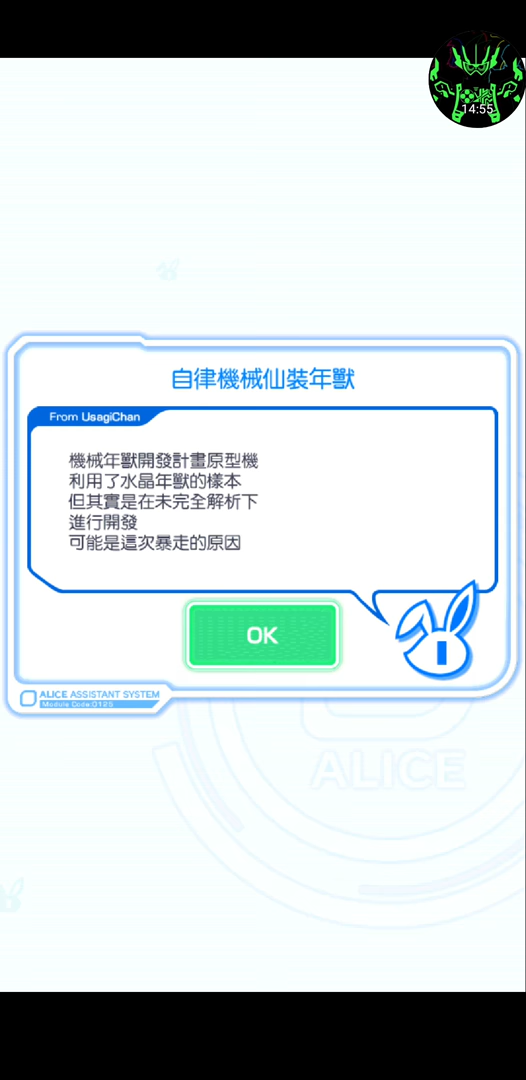 14:55
自律機械仙裝年獸
From UsagiChan
機械年獸開發計畫原型機
利用了水晶年獸的樣本
但其實是在未完全解析下
進行開發
可能是這次暴走的原因
OK
ALICE ASSISTANT SYSTEM
Module Code:0125
ALICE